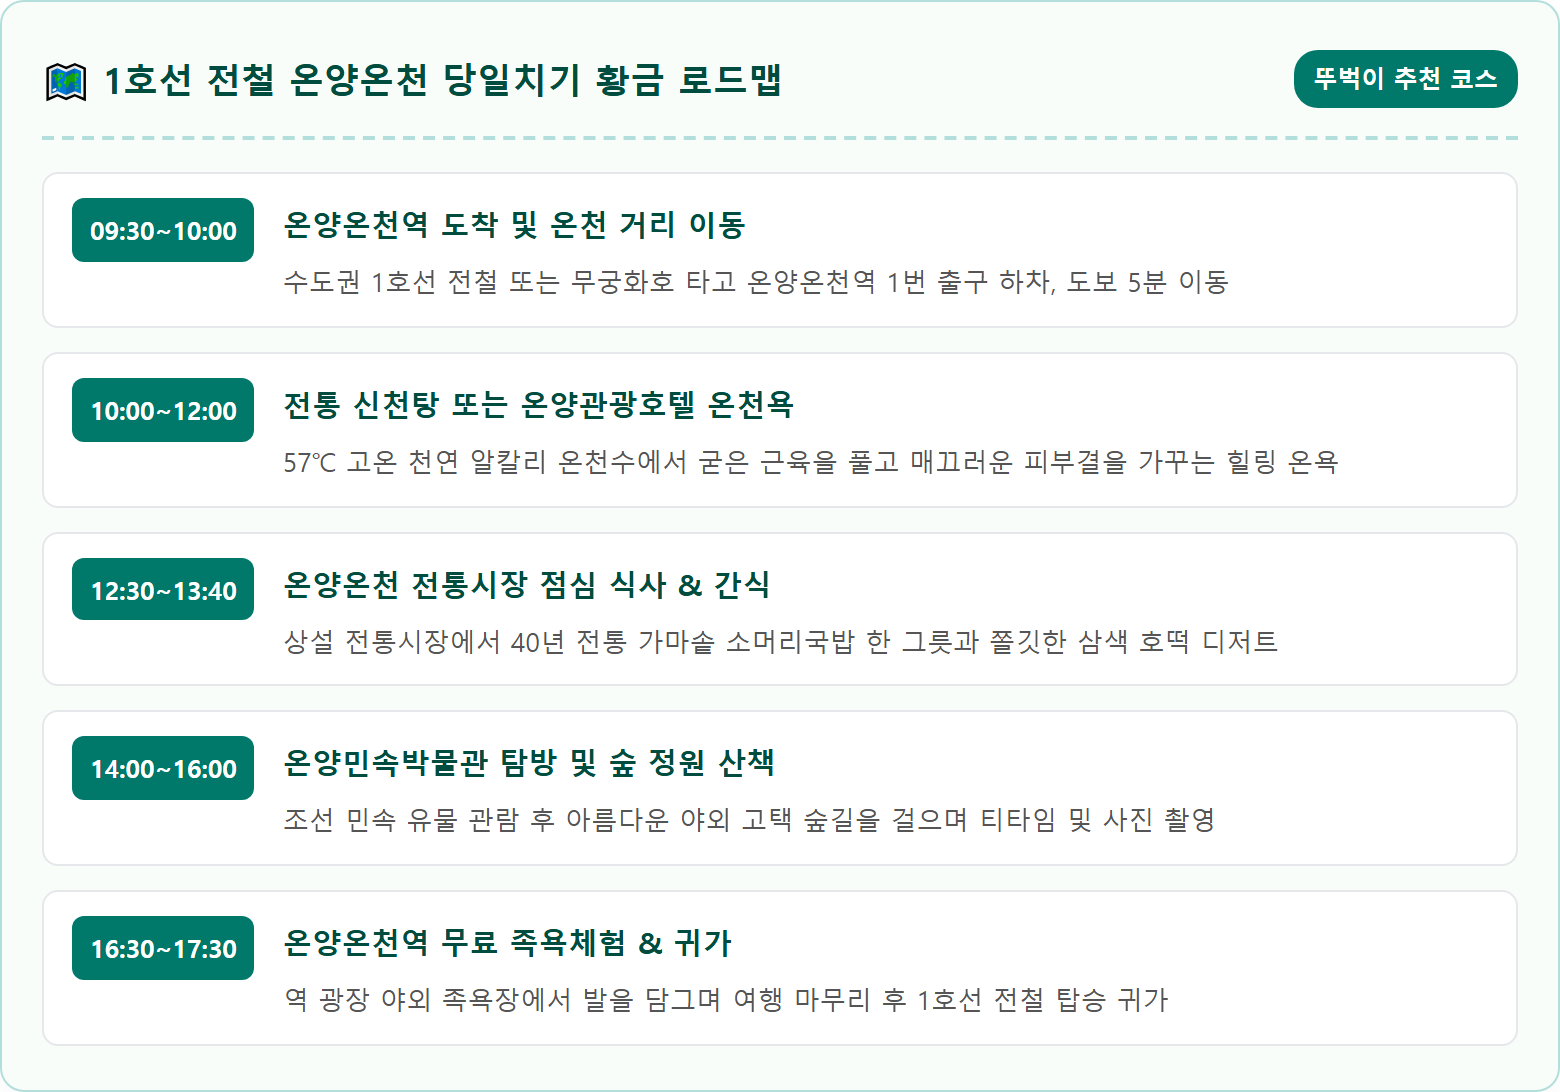 1호선 전철 온양온천 당일치기 황금 로드맵
뚜벅이 추천 코스
09:30~10:00
온양온천역 도착 및 온천 거리 이동
수도권 1호선 전철 또는 무궁화호 타고 온양온천역 1번 출구 하차, 도보 5분 이동
10:00~12:00
전통 신천탕 또는 온양관광호텔 온천욕
57℃ 고온 천연 알칼리 온천수에서 굳은 근육을 풀고 매끄러운 피부결을 가꾸는 힐링 온욕
12:30~13:40
온양온천 전통시장 점심 식사 & 간식
상설 전통시장에서 40년 전통 가마솥 소머리국밥 한 그릇과 쫄깃한 삼색 호떡 디저트
14:00~16:00
온양민속박물관 탐방 및 숲 정원 산책
조선 민속 유물 관람 후 아름다운 야외 고택 숲길을 걸으며 티타임 및 사진 촬영
16:30~17:30
온양온천역 무료 족욕체험 & 귀가
역 광장 야외 족욕장에서 발을 담그며 여행 마무리 후 1호선 전철 탑승 귀가